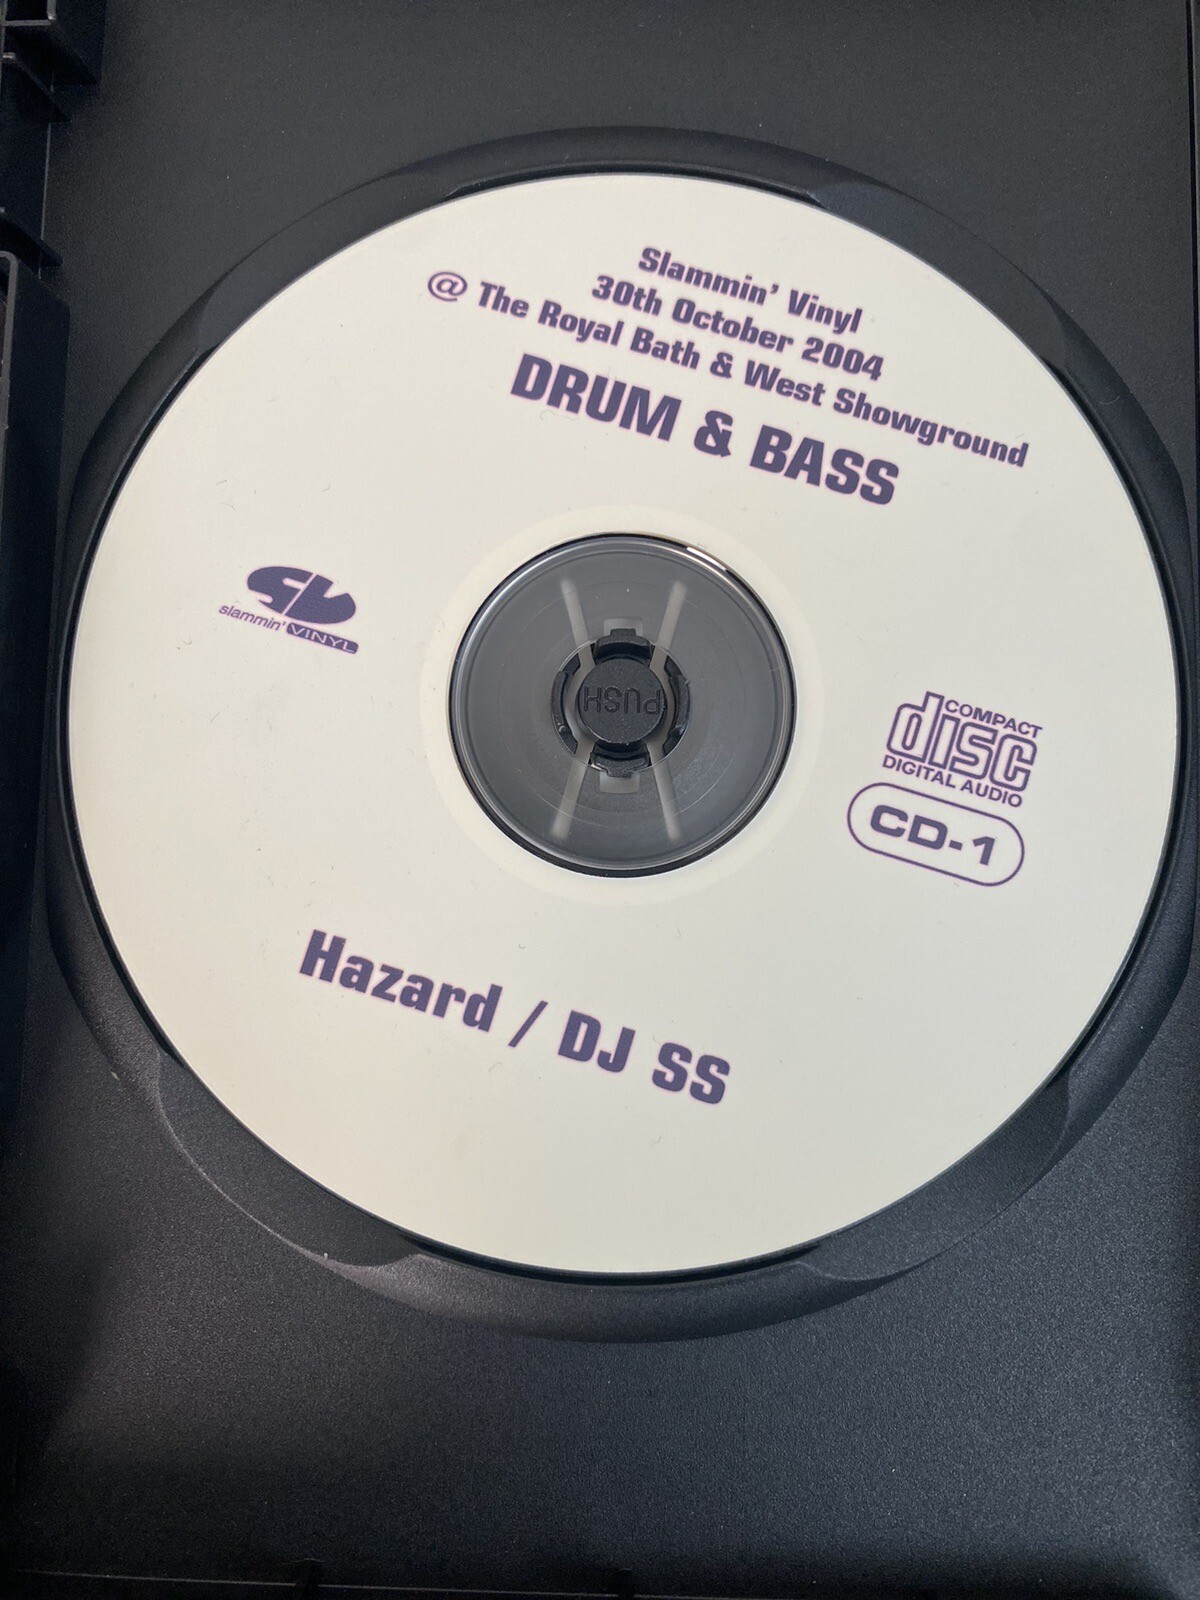 Slammin' Vinyl
30th October 2004
@ The Royal Bath & West Showground
DRUM & BASS
SV
slammin' VINYL
PUSH
COMPACT
disc
DIGITAL AUDIO
CD-1
Hazard / DJ SS